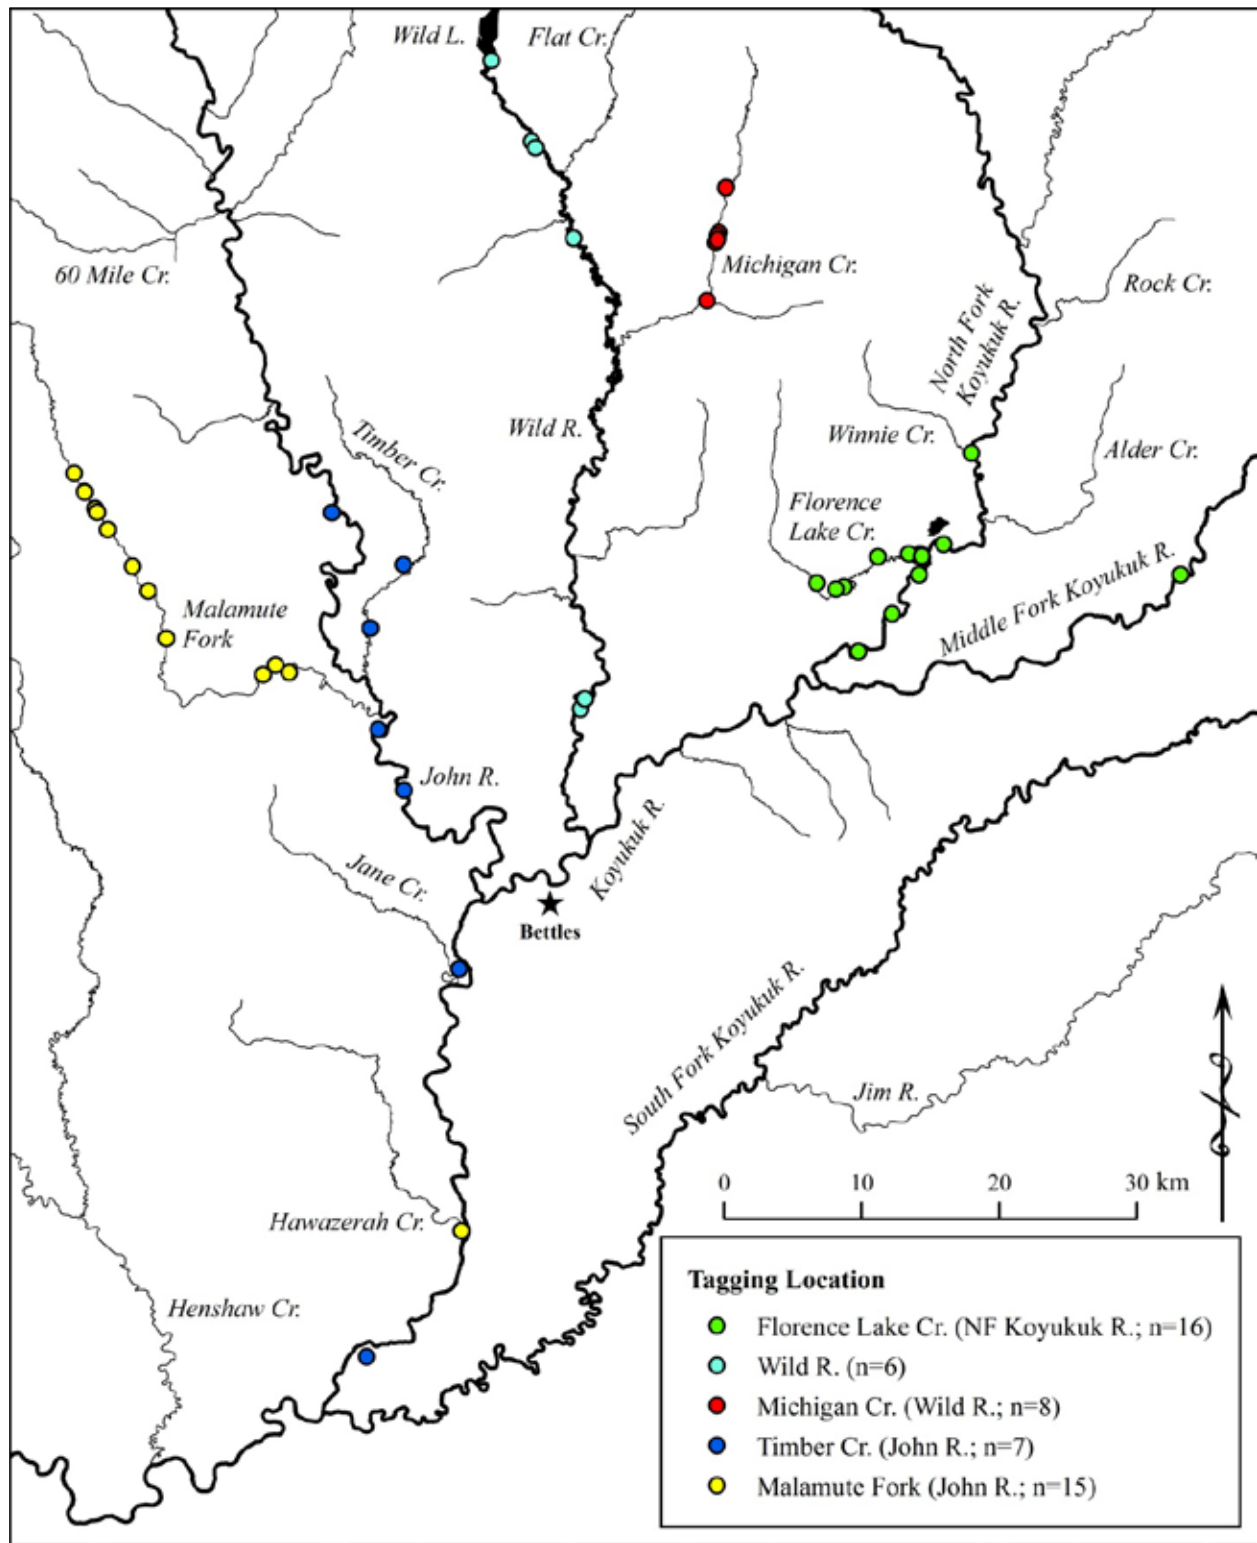 Wild L.
Flat Cr.
60 Mile Cr.
Michigan Cr.
Rock Cr.
North Fork
Koyukuk R.
Timber Cr.
Wild R.
Winnie Cr.
Alder Cr.
Florence
Lake Cr.
Malamute
Fork
Middle Fork Koyukuk R.
John R.
Jane Cr.
Koyukuk R.
Bettles
South Fork Koyukuk R.
Jim R.
Hawazerah Cr.
Henshaw Cr.
0 10 20 30 km
Tagging Location
Florence Lake Cr. (NF Koyukuk R.; n=16)
Wild R. (n=6)
Michigan Cr. (Wild R.; n=8)
Timber Cr. (John R.; n=7)
Malamute Fork (John R.; n=15)